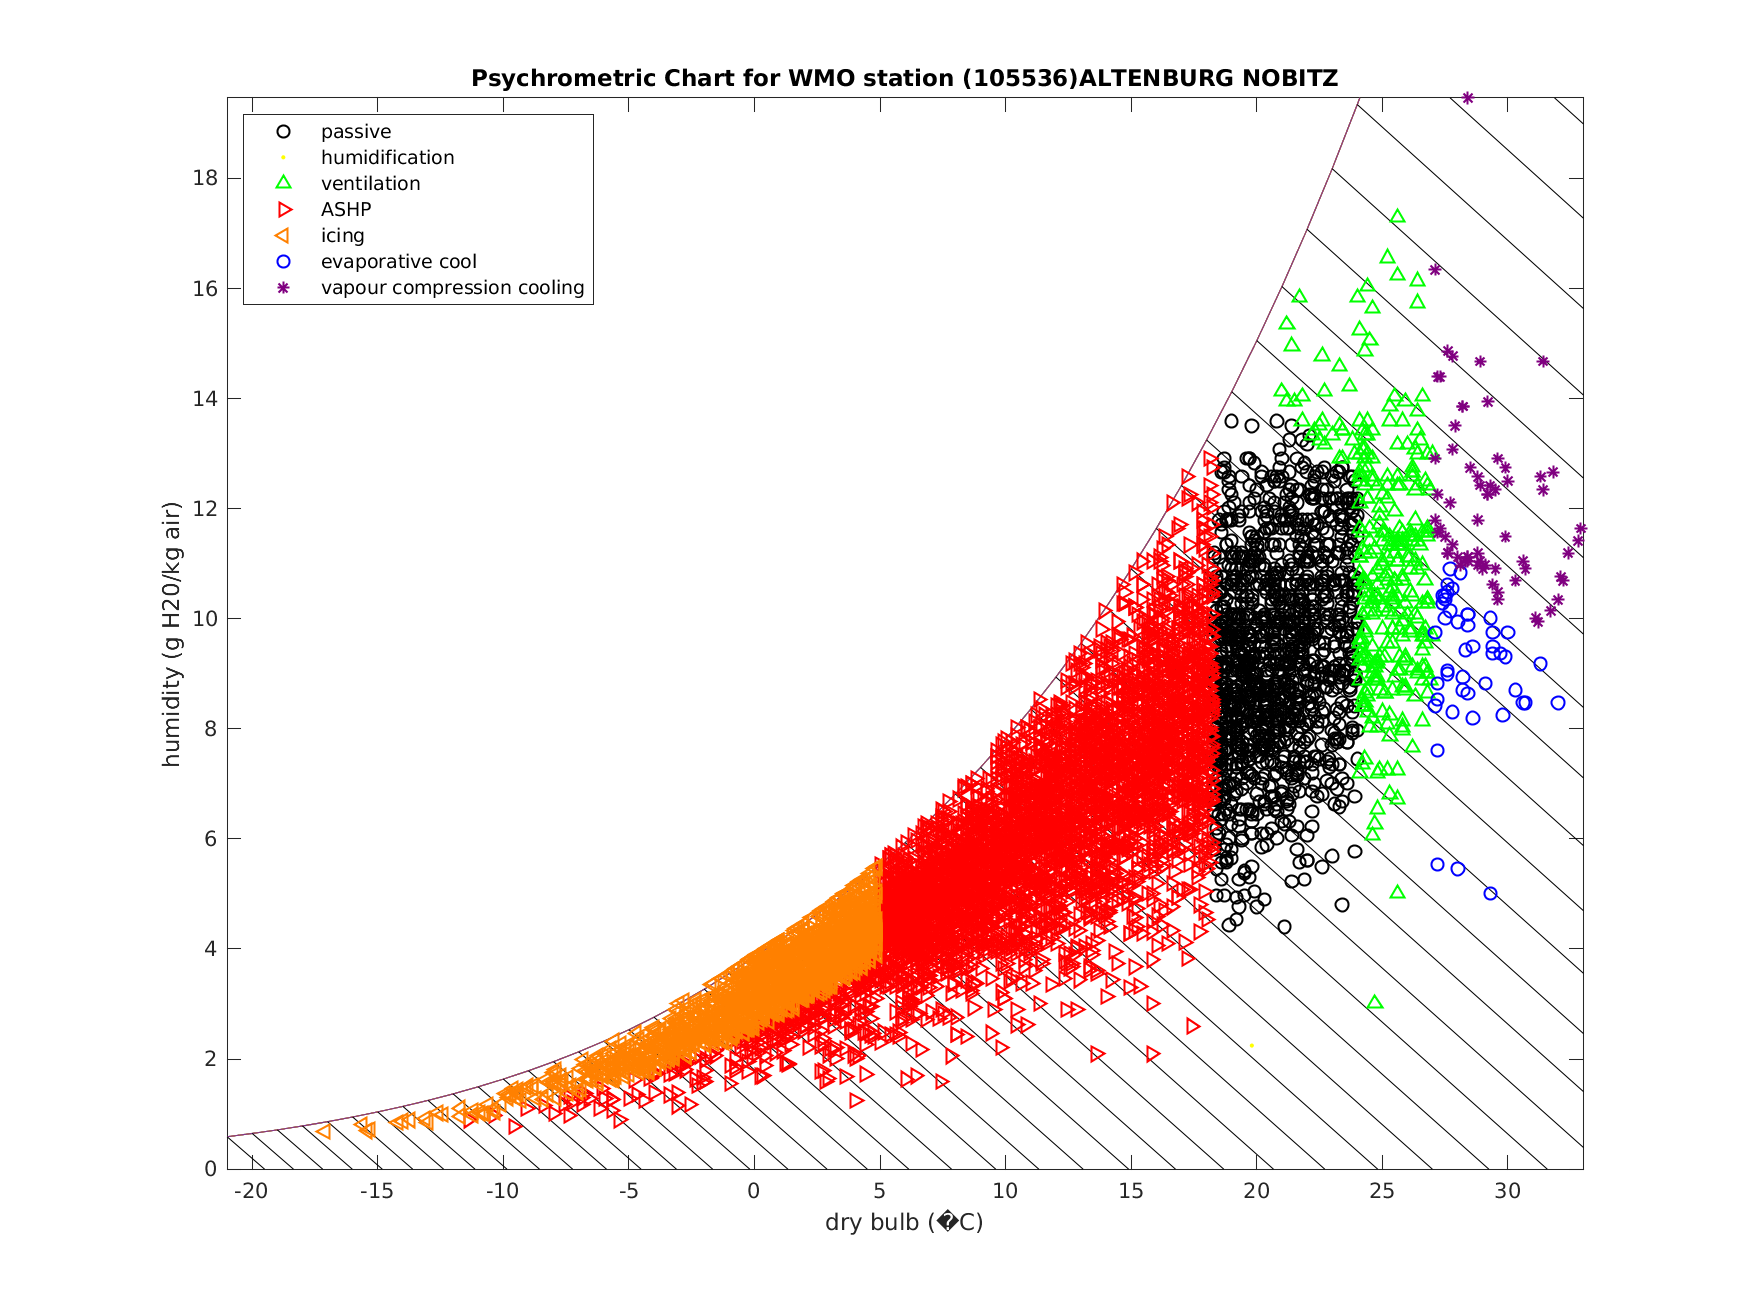 Psychrometric Chart for WMO station (105536)ALTENBURG NOBITZ
passive
humidification
ventilation
ASHP
icing
evaporative cool
vapour compression cooling
humidity (g H20/kg air)
18
16
14
12
10
8
6
4
2
0
-20 -15 -10 -5 0 5 10 15 20 25 30
dry bulb (�C)